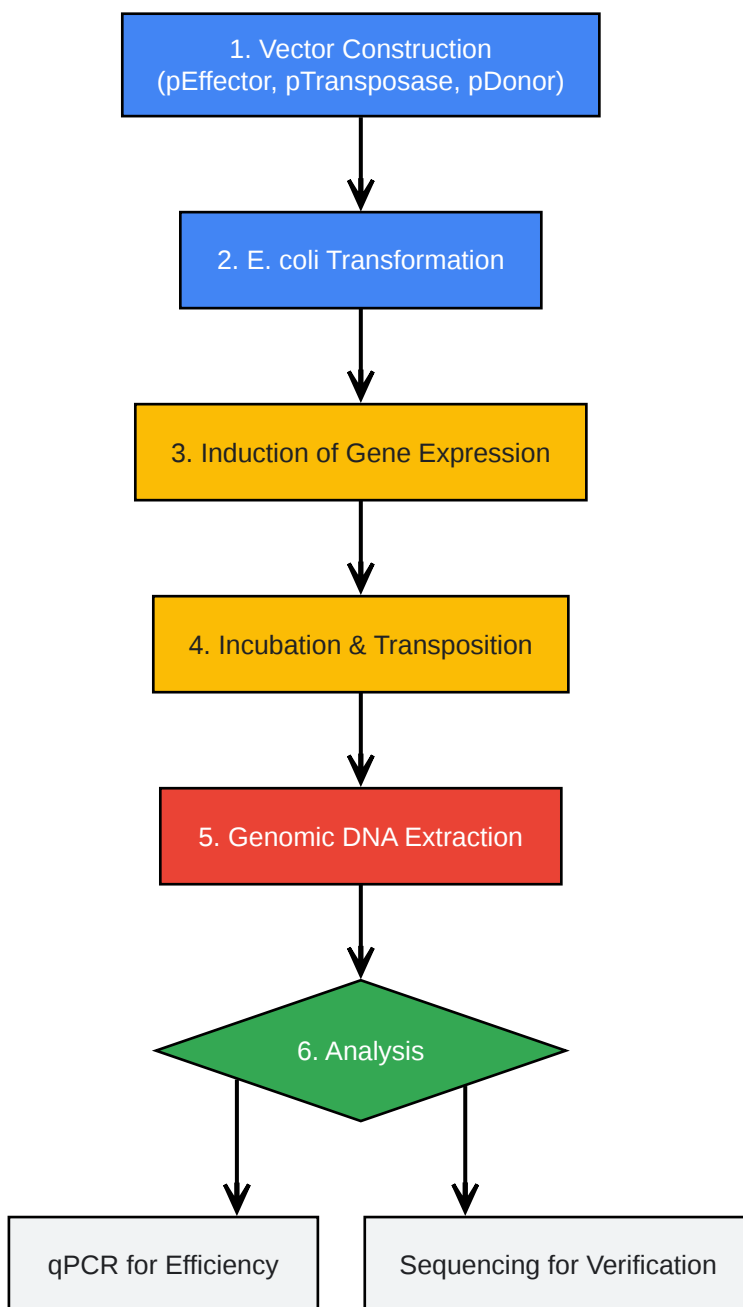 1. Vector Construction
(pEffector, pTransposase, pDonor)
2. E. coli Transformation
3. Induction of Gene Expression
4. Incubation & Transposition
5. Genomic DNA Extraction
6. Analysis
qPCR for Efficiency
Sequencing for Verification